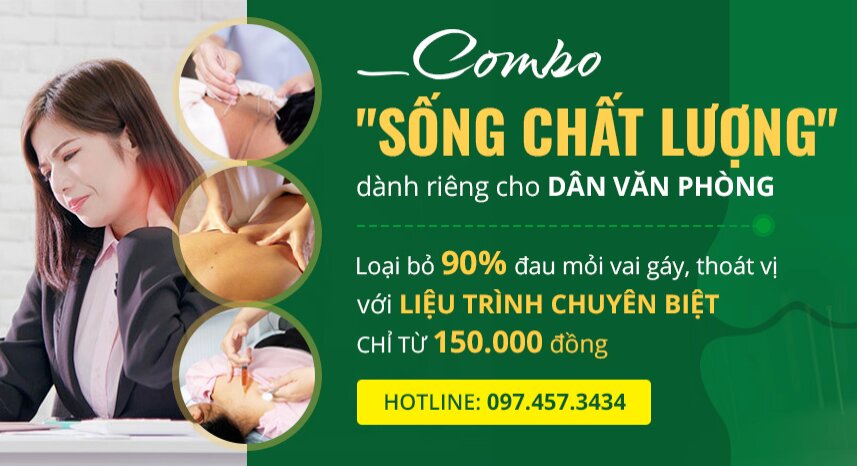 Combo
"SỐNG CHẤT LƯỢNG"
dành riêng cho DÂN VĂN PHÒNG
Loại bỏ 90% đau mỏi vai gáy, thoát vị
với LIỆU TRÌNH CHUYÊN BIỆT
CHỈ TỪ 150.000 đồng
HOTLINE: 097.457.3434